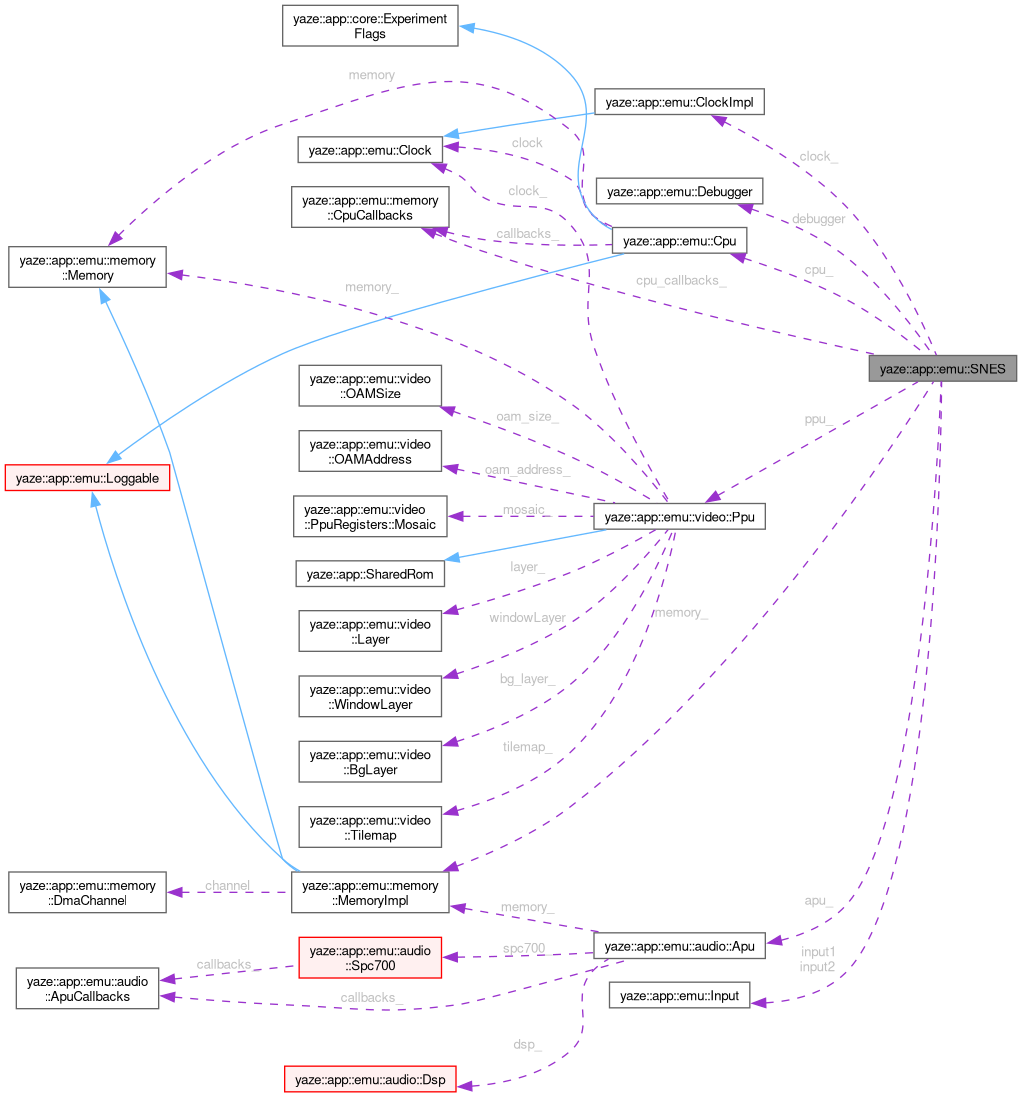 yaze::app::core::Experiment
Flags
memory
yaze::app::emu::ClockImpl
clock
clock_
yaze::app::emu::Clock
yaze::app::emu::Debugger
clock_
yaze::app::emu::memory
::CpuCallbacks
debugger
callbacks_
yaze::app::emu::Cpu
yaze::app::emu::memory
::Memory
cpu_
cpu_callbacks_
memory_
yaze::app::emu::SNES
yaze::app::emu::video
::OAMSize
oam_size_
ppu_
yaze::app::emu::video
::OAMAddress
oam_address_
yaze::app::emu::Loggable
yaze::app::emu::video
::PpuRegisters::Mosaic
mosaic_
yaze::app::emu::video::Ppu
yaze::app::SharedRom
layer_
yaze::app::emu::video
::Layer
windowLayer
memory_
yaze::app::emu::video
::WindowLayer
bg_layer_
yaze::app::emu::video
::BgLayer
tilemap_
yaze::app::emu::video
::Tilemap
yaze::app::emu::memory
::DmaChannel
channel
yaze::app::emu::memory
::MemoryImpl
memory_
apu_
yaze::app::emu::audio::Apu
yaze::app::emu::audio
::Spc700
spc700_
callbacks_
input1
input2
yaze::app::emu::audio
::ApuCallbacks
callbacks_
yaze::app::emu::Input
dsp_
yaze::app::emu::audio::Dsp